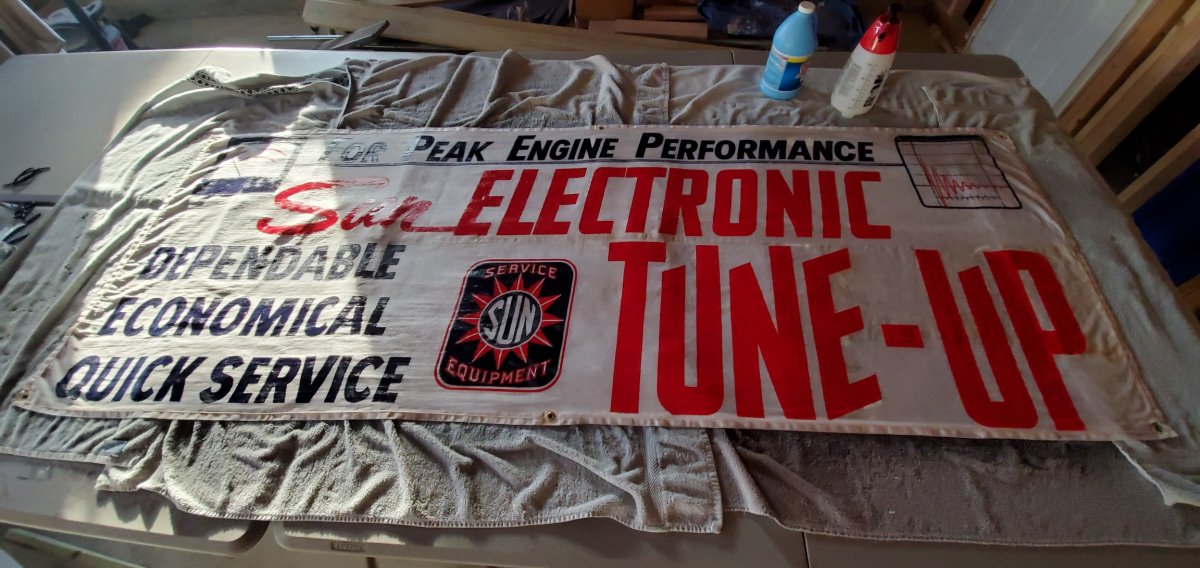 FOR PEAK ENGINE PERFORMANCE
Sun ELECTRONIC
TUNE-UP
DEPENDABLE
ECONOMICAL
QUICK SERVICE
SERVICE
SUN
EQUIPMENT